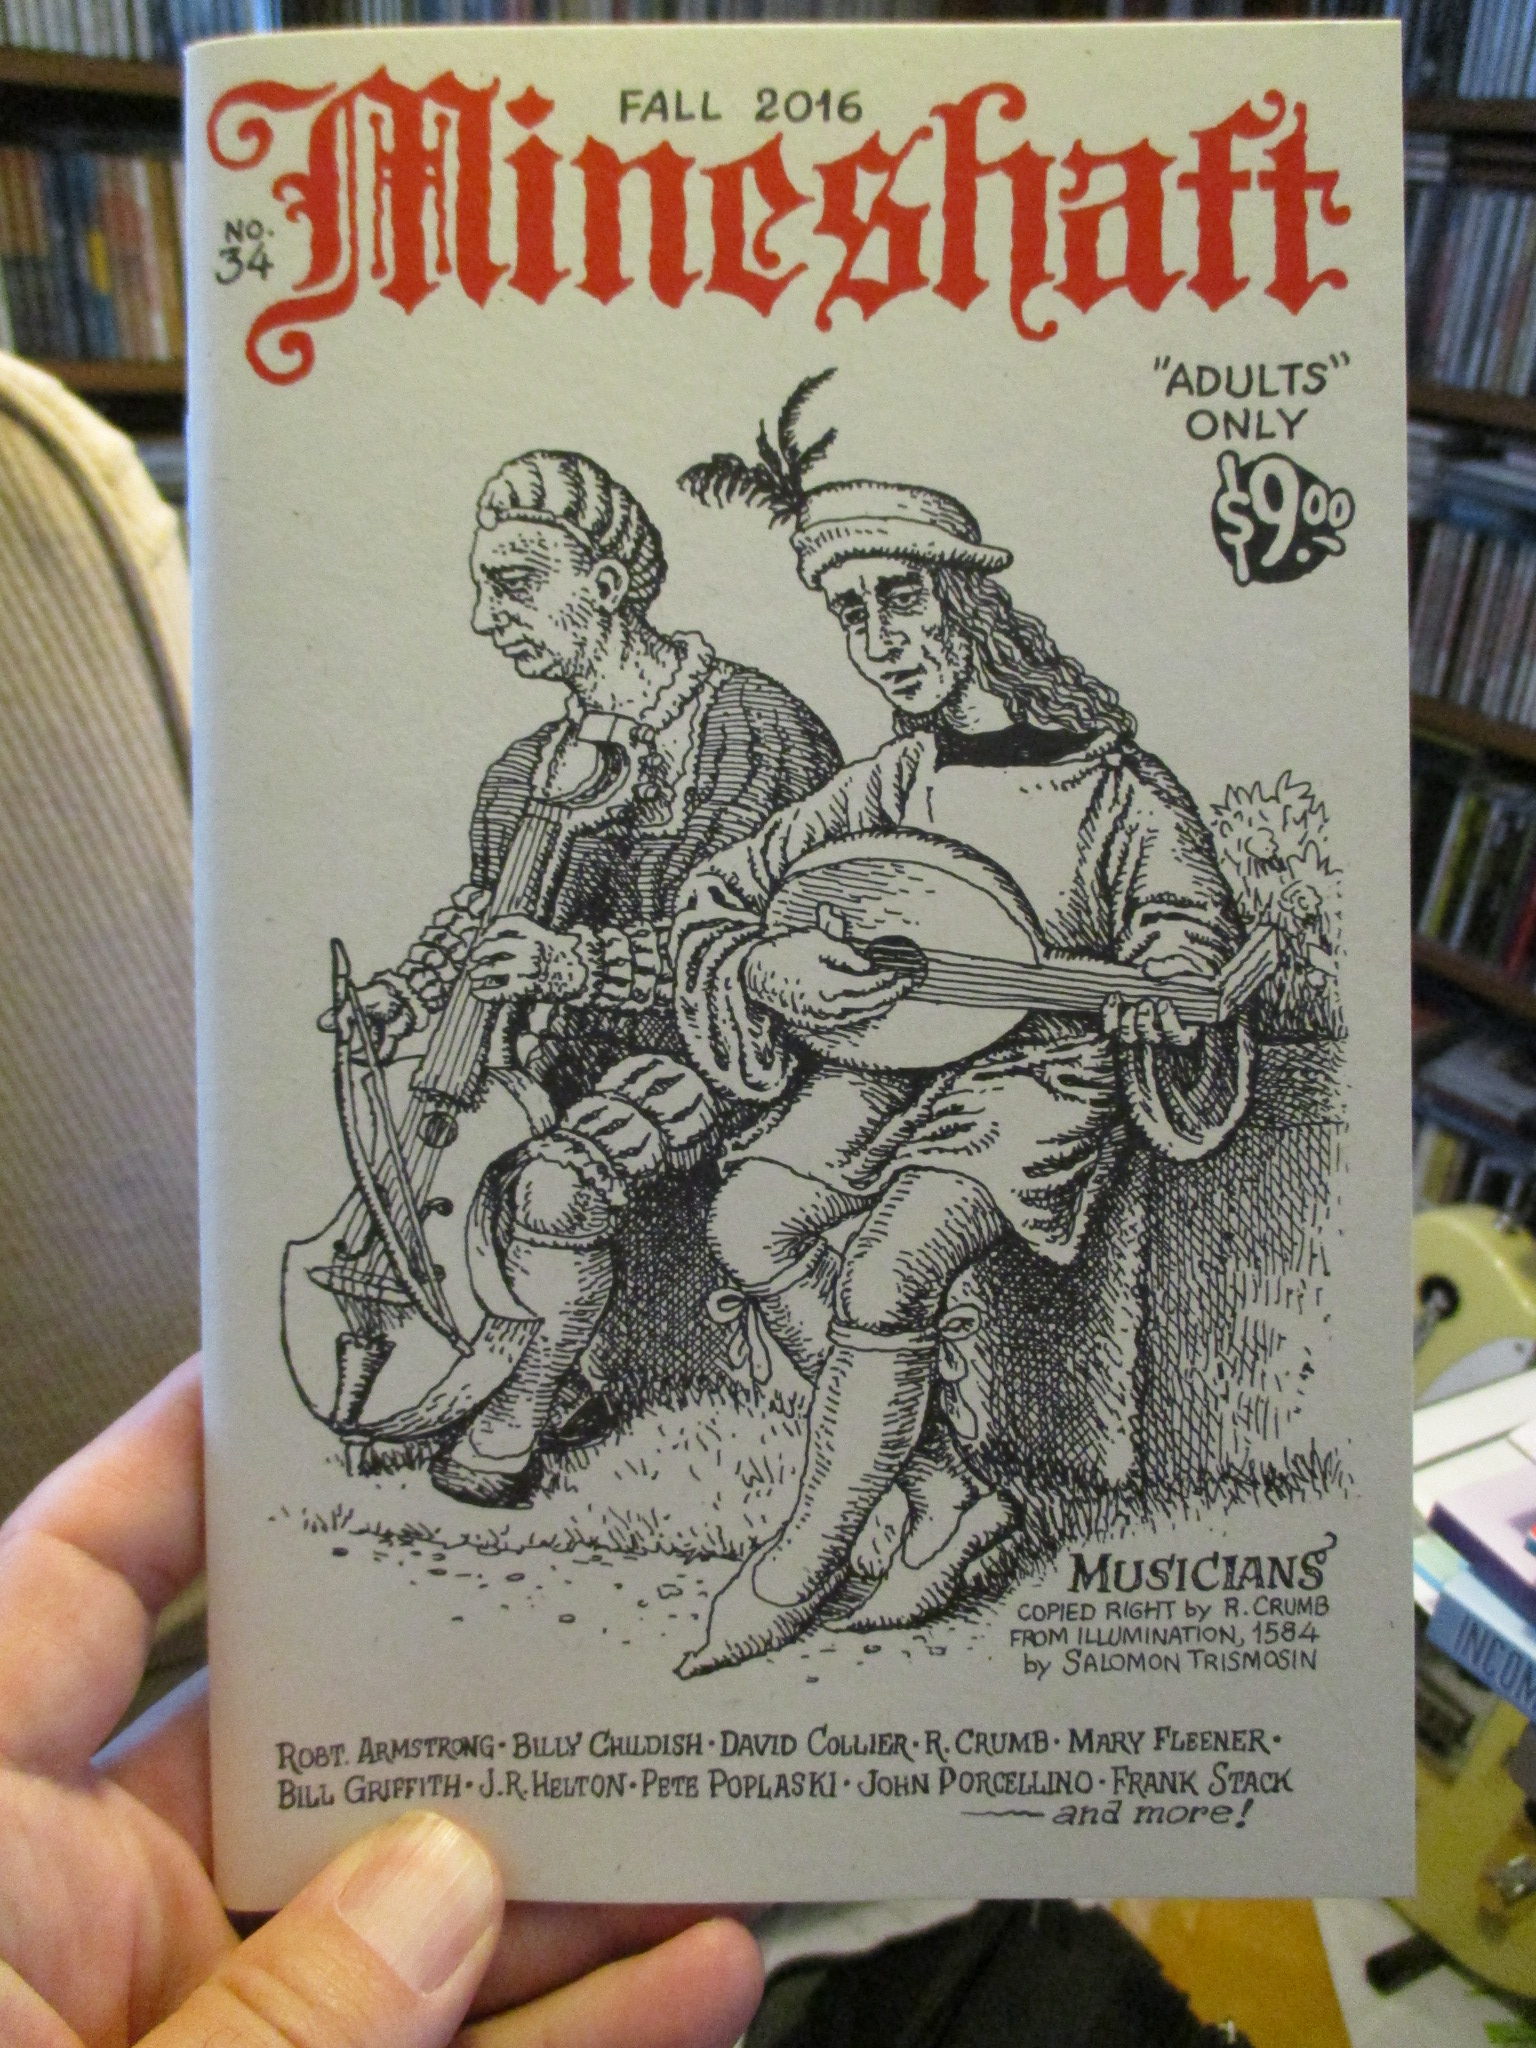 FALL 2016
Mineshaft
NO.
34
"ADULTS"
ONLY
$9.00
MUSICIANS
COPIED RIGHT by R. CRUMB
FROM ILLUMINATION, 1584
by SALOMON TRISMOSIN
ROBT. ARMSTRONG · BILLY CHILDISH · DAVID COLLIER · R. CRUMB · MARY FLEENER ·
BILL GRIFFITH · J.R. HELTON · PETE POPLASKI · JOHN PORCELLINO · FRANK STACK
— and more!